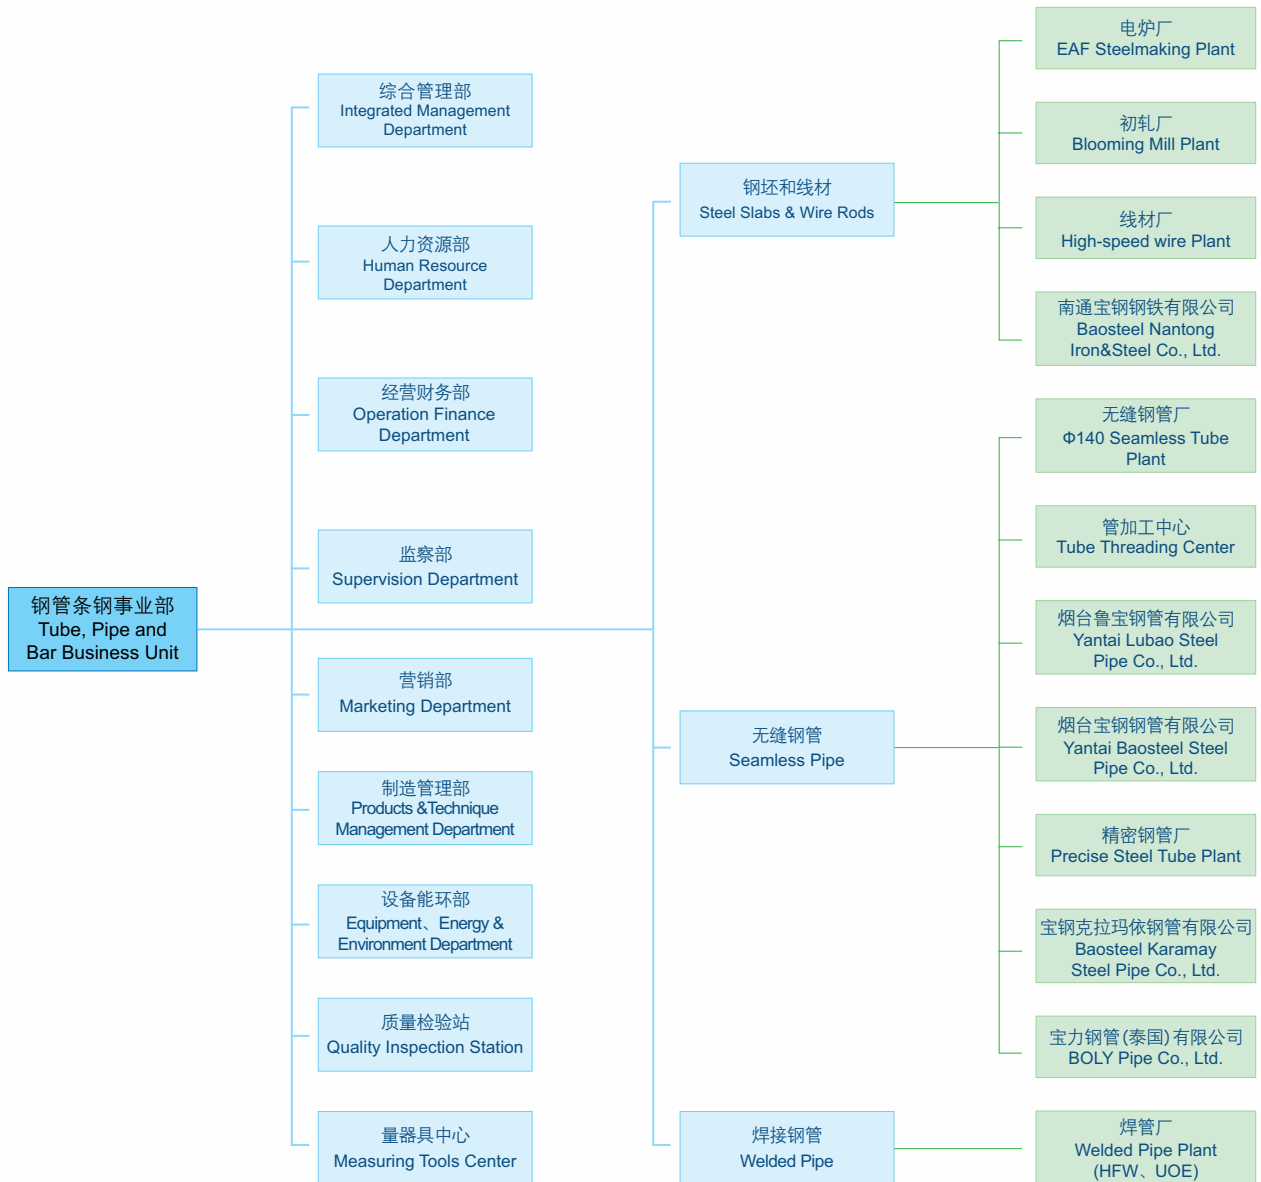 钢管条钢事业部
Tube, Pipe and
Bar Business Unit
综合管理部
Integrated Management
Department
人力资源部
Human Resource
Department
经营财务部
Operation Finance
Department
监察部
Supervision Department
营销部
Marketing Department
制造管理部
Products &Technique
Management Department
设备能环部
Equipment、Energy &
Environment Department
质量检验站
Quality Inspection Station
量器具中心
Measuring Tools Center
钢坯和线材
Steel Slabs & Wire Rods
无缝钢管
Seamless Pipe
焊接钢管
Welded Pipe
电炉厂
EAF Steelmaking Plant
初轧厂
Blooming Mill Plant
线材厂
High-speed wire Plant
南通宝钢钢铁有限公司
Baosteel Nantong
Iron&Steel Co., Ltd.
无缝钢管厂
Φ140 Seamless Tube
Plant
管加工中心
Tube Threading Center
烟台鲁宝钢管有限公司
Yantai Lubao Steel
Pipe Co., Ltd.
烟台宝钢钢管有限公司
Yantai Baosteel Steel
Pipe Co., Ltd.
精密钢管厂
Precise Steel Tube Plant
宝钢克拉玛依钢管有限公司
Baosteel Karamay
Steel Pipe Co., Ltd.
宝力钢管(泰国)有限公司
BOLY Pipe Co., Ltd.
焊管厂
Welded Pipe Plant
(HFW、UOE)